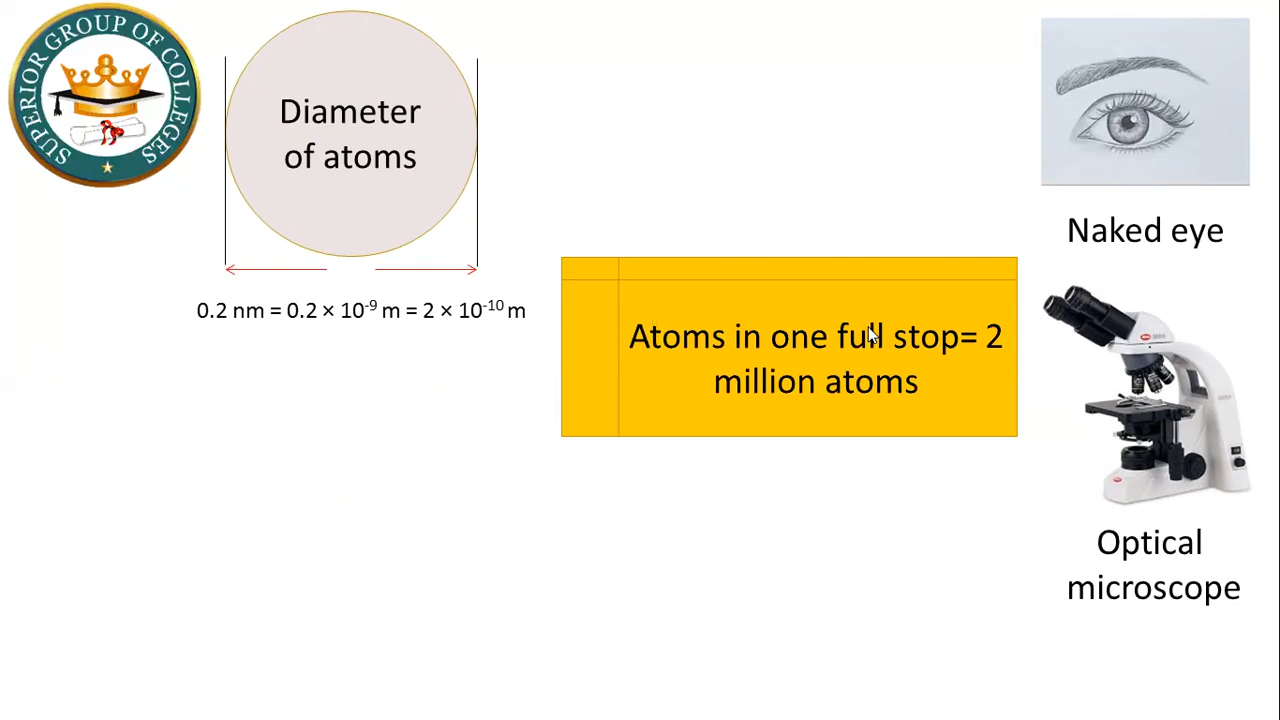 SUPERIOR GROUP OF COLLEGES
Diameter
of atoms
0.2 nm = 0.2 × 10⁻⁹ m = 2 × 10⁻¹⁰ m
Atoms in one full stop= 2
million atoms
Naked eye
Optical
microscope